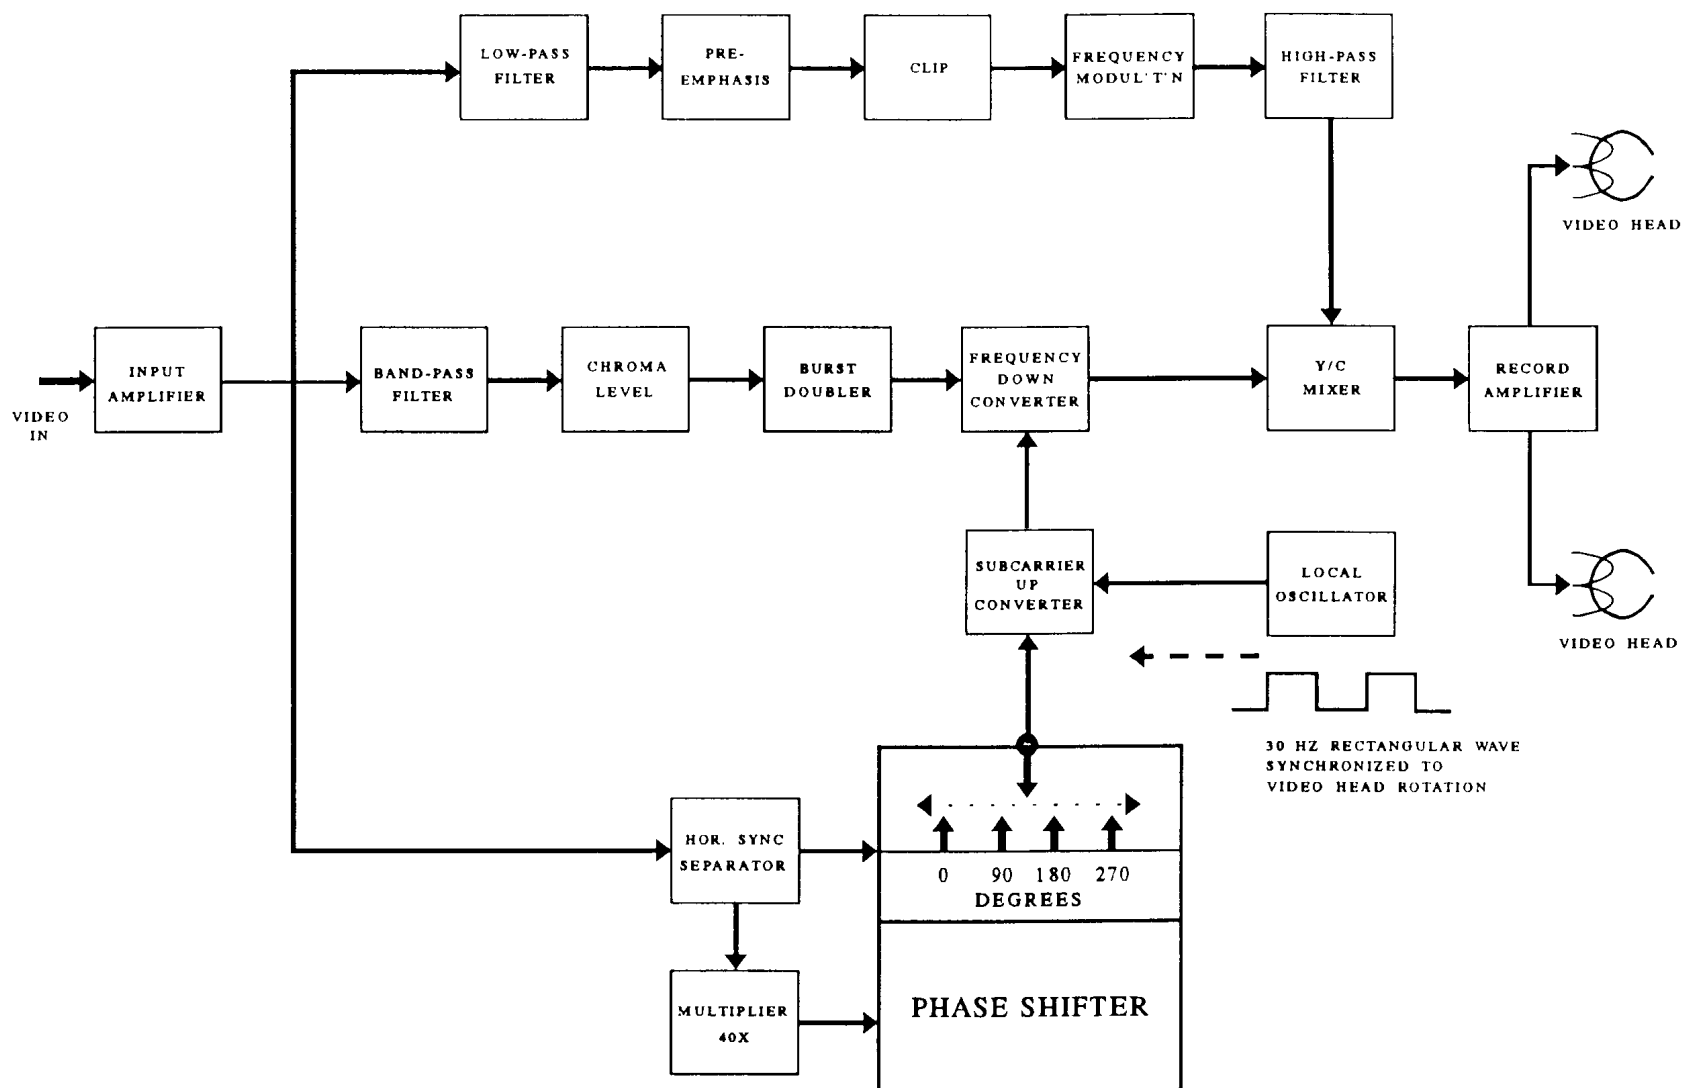 LOW-PASS
FILTER
PRE-
EMPHASIS
CLIP
FREQUENCY
MODUL'T'N
HIGH-PASS
FILTER
VIDEO HEAD
VIDEO
IN
INPUT
AMPLIFIER
BAND-PASS
FILTER
CHROMA
LEVEL
BURST
DOUBLER
FREQUENCY
DOWN
CONVERTER
Y/C
MIXER
RECORD
AMPLIFIER
SUBCARRIER
UP
CONVERTER
LOCAL
OSCILLATOR
VIDEO HEAD
30 HZ RECTANGULAR WAVE
SYNCHRONIZED TO
VIDEO HEAD ROTATION
HOR. SYNC
SEPARATOR
0 90 180 270
DEGREES
MULTIPLIER
40X
PHASE SHIFTER